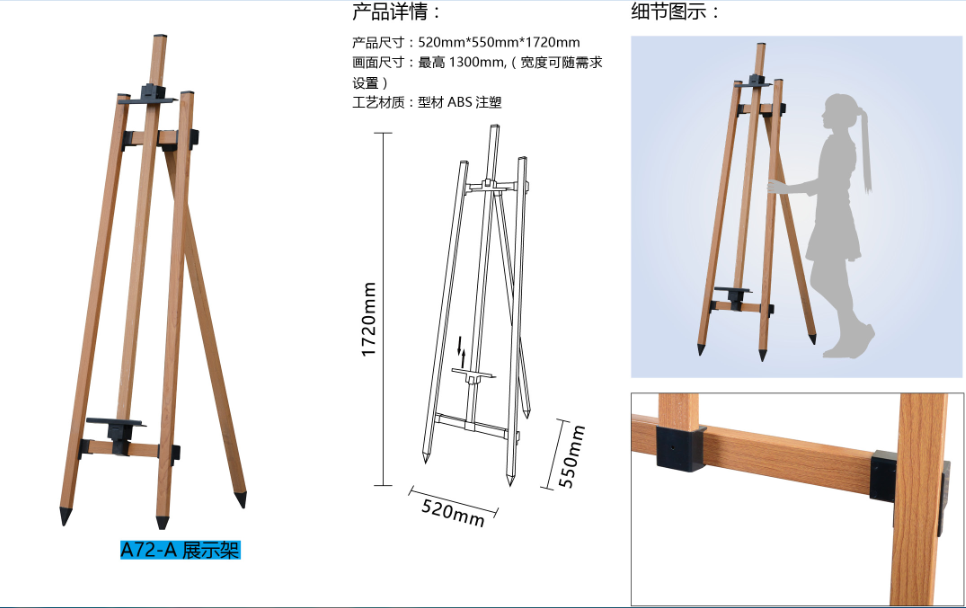 产品详情：
产品尺寸：520mm*550mm*1720mm
画面尺寸：最高 1300mm,（ 宽度可随需求
设置 ）
工艺材质：型材 ABS 注塑
1720mm
520mm
550mm
A72-A 展示架
细节图示：